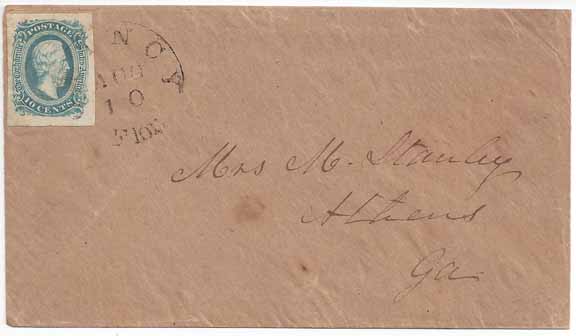 POSTAGE
10 CENTS
10
Mrs M. Stanley
Athens
Ga